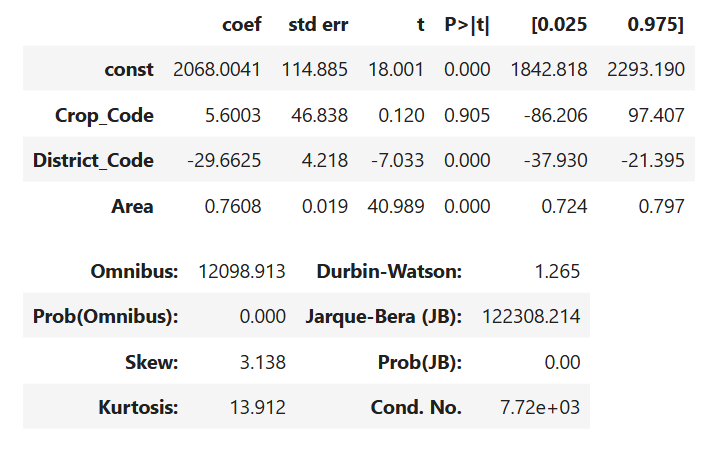 coef std err t P>|t| [0.025 0.975]
const 2068.0041 114.885 18.001 0.000 1842.818 2293.190
Crop_Code 5.6003 46.838 0.120 0.905 -86.206 97.407
District_Code -29.6625 4.218 -7.033 0.000 -37.930 -21.395
Area 0.7608 0.019 40.989 0.000 0.724 0.797
Omnibus: 12098.913 Durbin-Watson: 1.265
Prob(Omnibus): 0.000 Jarque-Bera (JB): 122308.214
Skew: 3.138 Prob(JB): 0.00
Kurtosis: 13.912 Cond. No. 7.72e+03